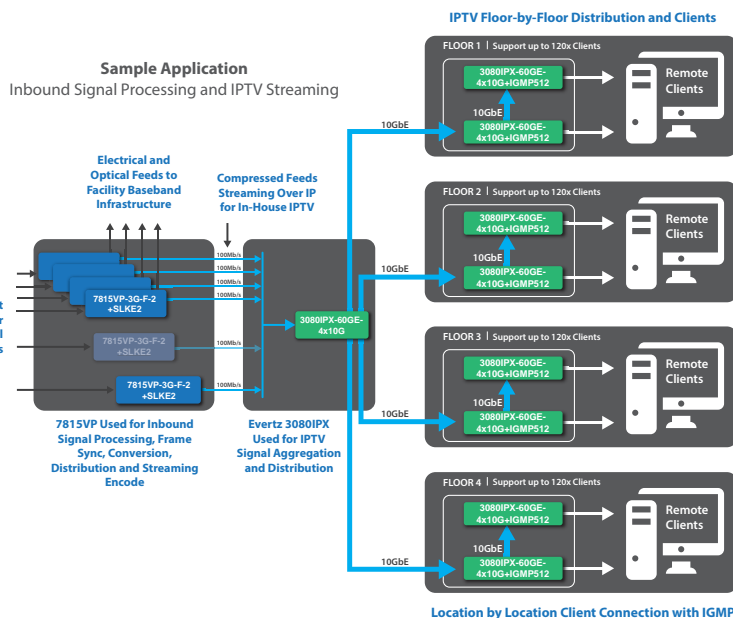 IPTV Floor-by-Floor Distribution and Clients
Sample Application
Inbound Signal Processing and IPTV Streaming
Electrical and
Optical Feeds to
Facility Baseband
Infrastructure
Compressed Feeds
Streaming Over IP
for In-House IPTV
100Mb/s
100Mb/s
100Mb/s
100Mb/s
7815VP-3G-F-2
+SLKE2
7815VP-3G-F-2
+SLKE2
100Mb/s
7815VP-3G-F-2
+SLKE2
100Mb/s
3080IPX-60GE-
4x10G
t
r
l
s
7815VP Used for Inbound
Signal Processing, Frame
Sync, Conversion,
Distribution and Streaming
Encode
Evertz 3080IPX
Used for IPTV
Signal Aggregation
and Distribution
10GbE
FLOOR 1 | Support up to 120x Clients
3080IPX-60GE-
4x10G+IGMP512
10GbE
3080IPX-60GE-
4x10G+IGMP512
Remote
Clients
10GbE
FLOOR 2 | Support up to 120x Clients
3080IPX-60GE-
4x10G+IGMP512
10GbE
3080IPX-60GE-
4x10G+IGMP512
Remote
Clients
10GbE
FLOOR 3 | Support up to 120x Clients
3080IPX-60GE-
4x10G+IGMP512
10GbE
3080IPX-60GE-
4x10G+IGMP512
Remote
Clients
10GbE
FLOOR 4 | Support up to 120x Clients
3080IPX-60GE-
4x10G+IGMP512
10GbE
3080IPX-60GE-
4x10G+IGMP512
Remote
Clients
Location by Location Client Connection with IGMP